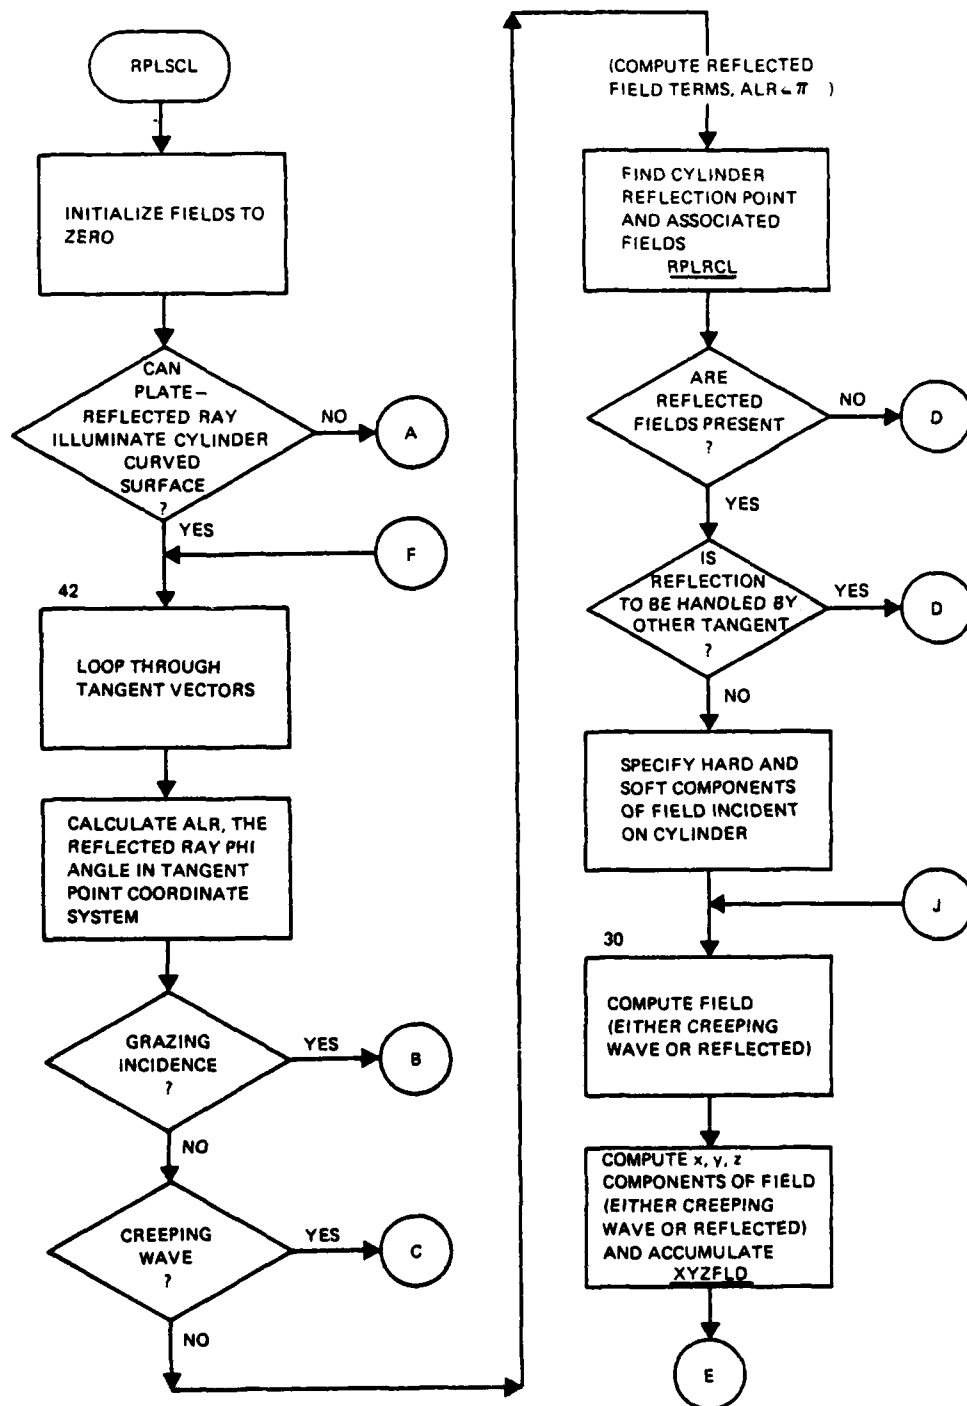 RPLSCL
INITIALIZE FIELDS TO
ZERO
CAN
PLATE–
REFLECTED RAY
ILLUMINATE CYLINDER
CURVED
SURFACE
?
NO
A
YES
F
42
LOOP THROUGH
TANGENT VECTORS
CALCULATE ALR, THE
REFLECTED RAY PHI
ANGLE IN TANGENT
POINT COORDINATE
SYSTEM
GRAZING
INCIDENCE
?
YES
B
NO
CREEPING
WAVE
?
YES
C
NO
(COMPUTE REFLECTED
FIELD TERMS, ALR < π )
FIND CYLINDER
REFLECTION POINT
AND ASSOCIATED
FIELDS
RPLRCL
ARE
REFLECTED
FIELDS PRESENT
?
NO
D
YES
IS
REFLECTION
TO BE HANDLED BY
OTHER TANGENT
?
YES
D
NO
SPECIFY HARD AND
SOFT COMPONENTS
OF FIELD INCIDENT
ON CYLINDER
J
30
COMPUTE FIELD
(EITHER CREEPING
WAVE OR REFLECTED)
COMPUTE x, y, z
COMPONENTS OF FIELD
(EITHER CREEPING
WAVE OR REFLECTED)
AND ACCUMULATE
XYZFLD
E